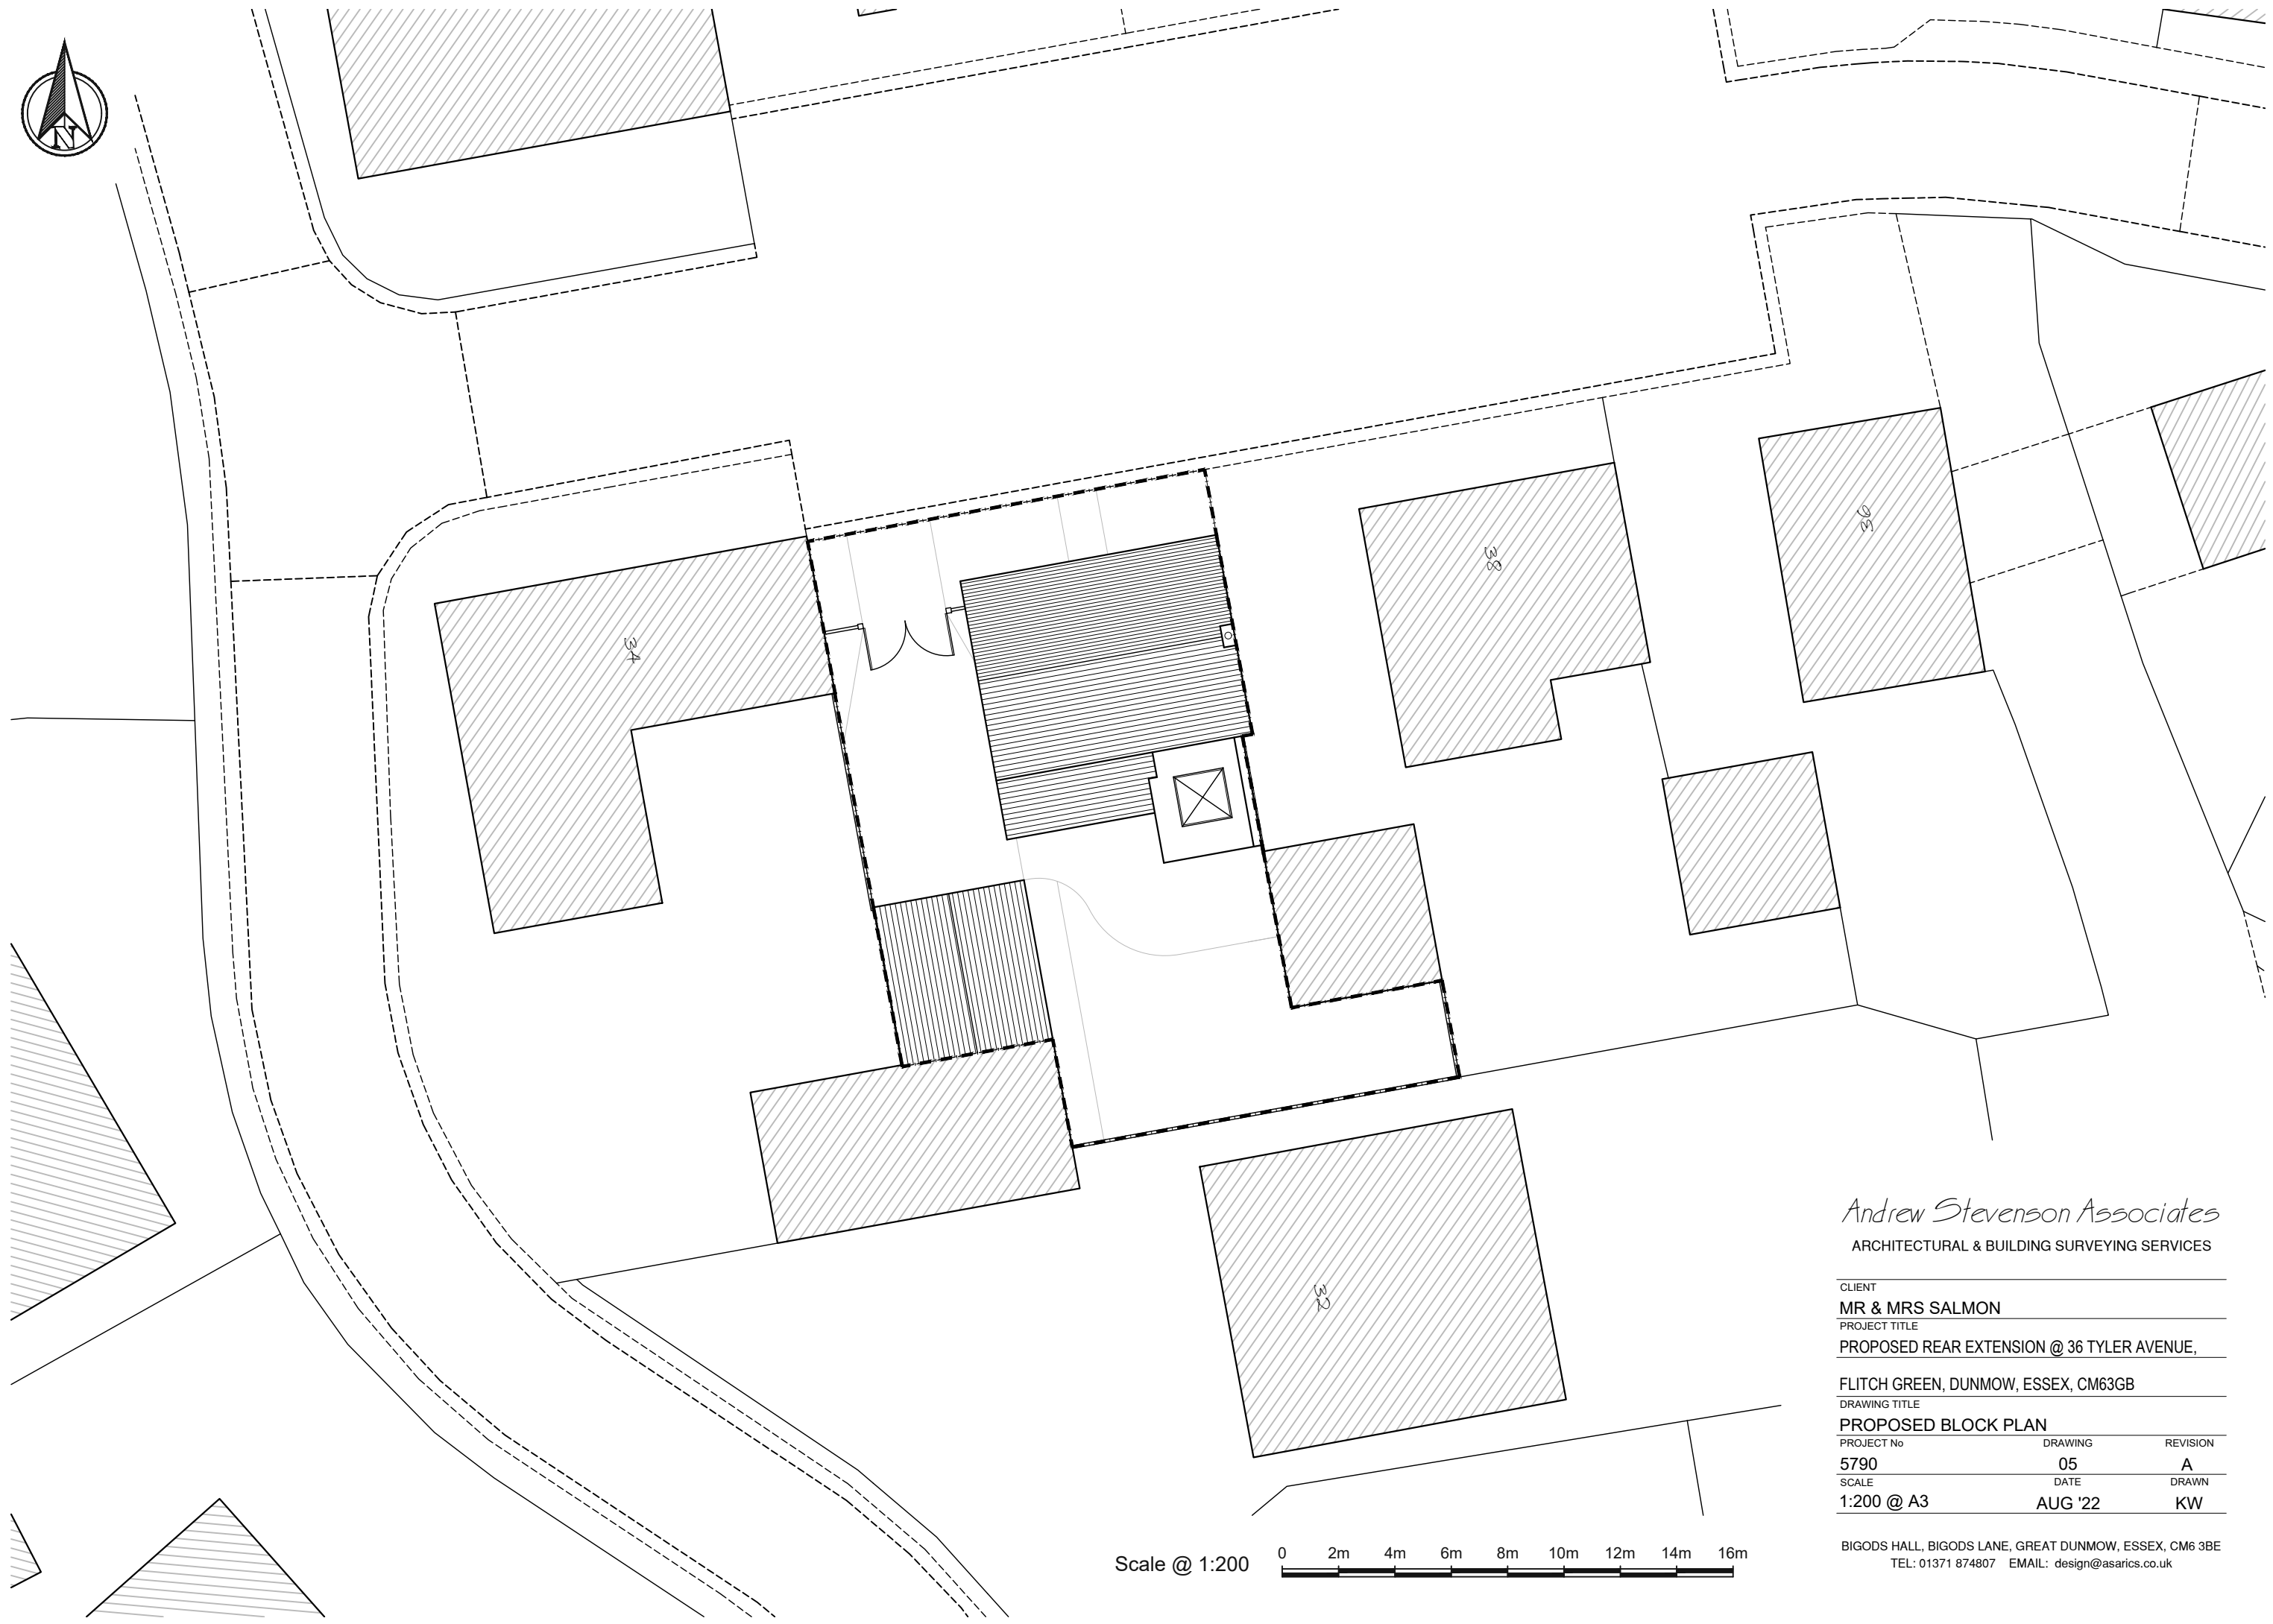 N
34
38
36
32
Andrew Stevenson Associates
ARCHITECTURAL & BUILDING SURVEYING SERVICES
CLIENT
MR & MRS SALMON
PROJECT TITLE
PROPOSED REAR EXTENSION @ 36 TYLER AVENUE,
FLITCH GREEN, DUNMOW, ESSEX, CM63GB
DRAWING TITLE
PROPOSED BLOCK PLAN
PROJECT No DRAWING REVISION
5790 05 A
SCALE DATE DRAWN
1:200 @ A3 AUG '22 KW
BIGODS HALL, BIGODS LANE, GREAT DUNMOW, ESSEX, CM6 3BE
TEL: 01371 874807 EMAIL: design@asarics.co.uk
Scale @ 1:200 0 2m 4m 6m 8m 10m 12m 14m 16m